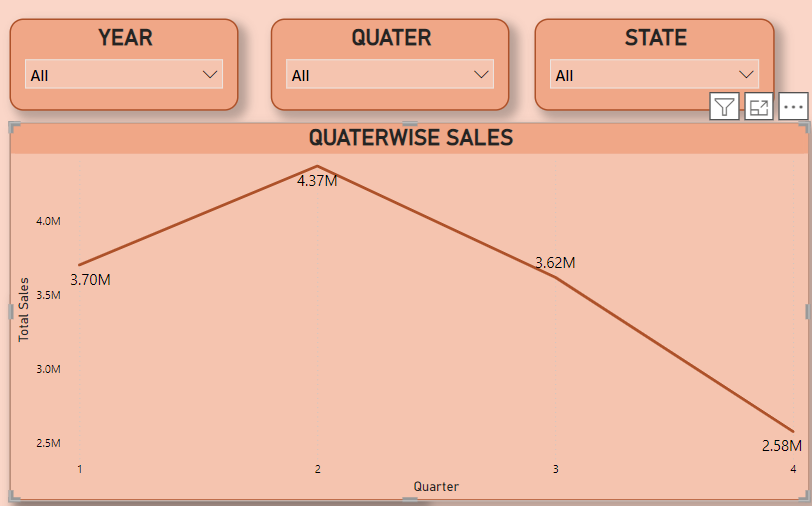 YEAR
All
QUATER
All
STATE
All
QUATERWISE SALES
Total Sales
4.0M
3.5M
3.0M
2.5M
3.70M
4.37M
3.62M
2.58M
1
2
3
4
Quarter